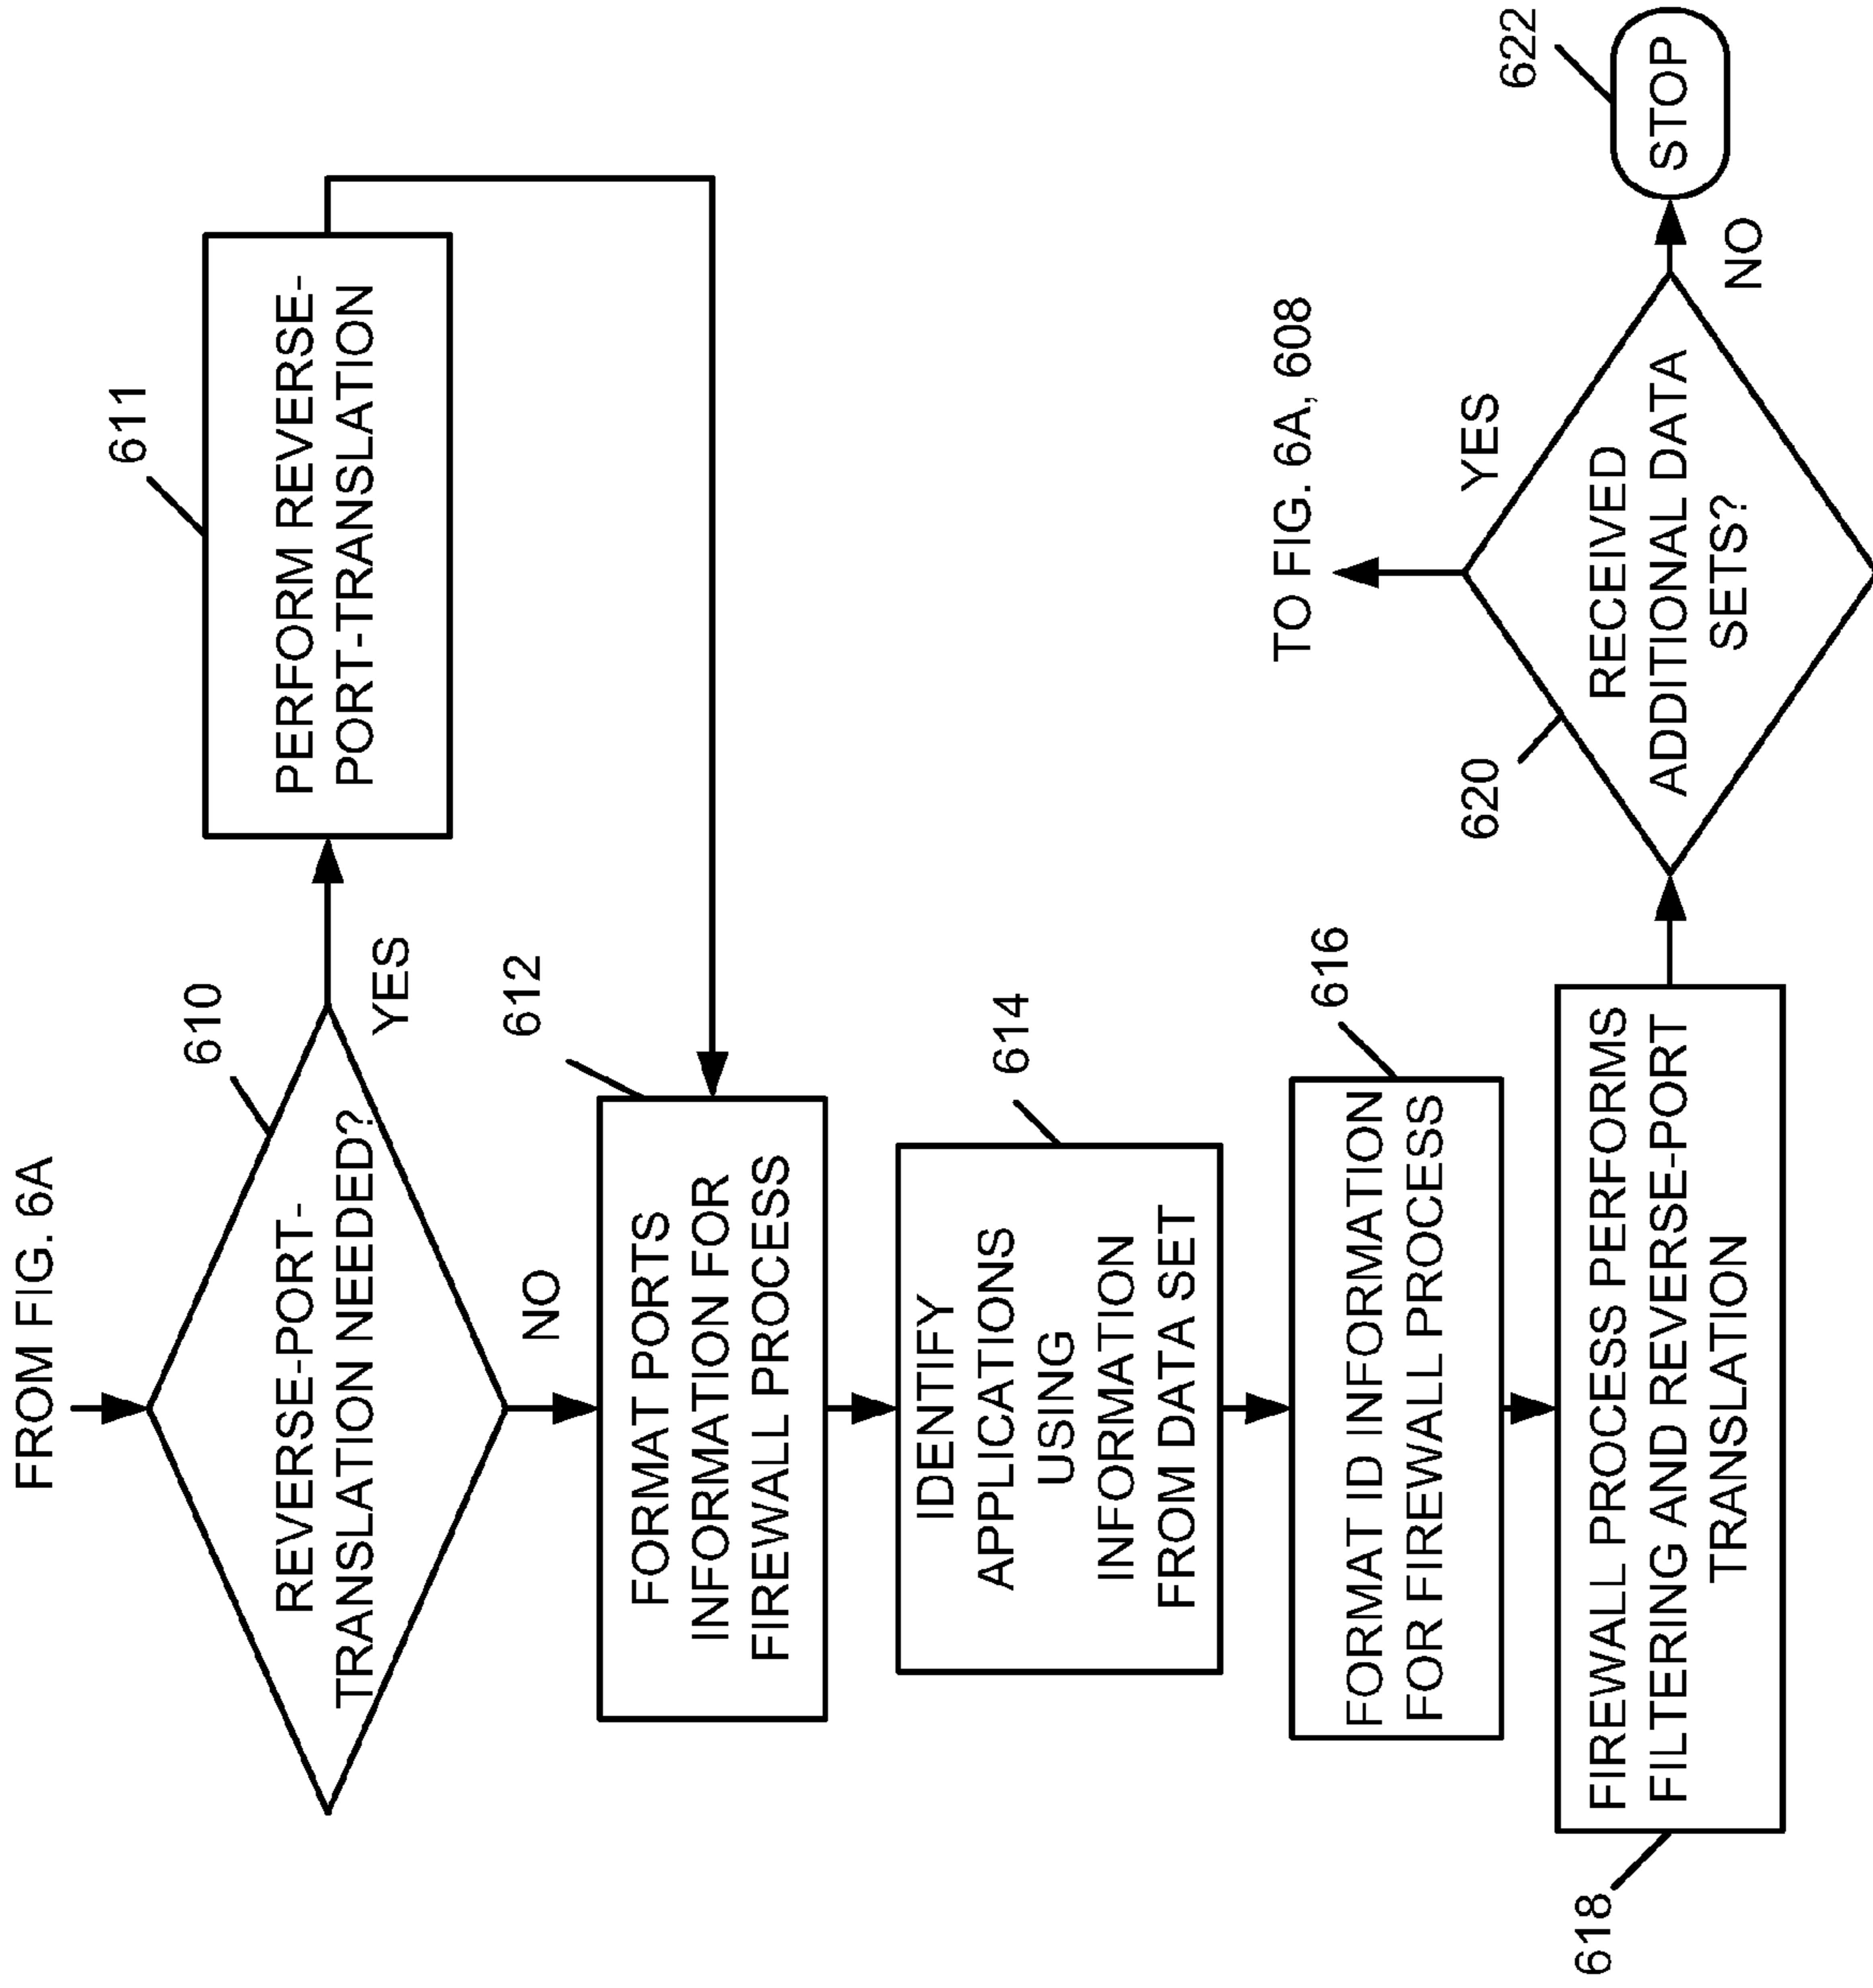 FROM FIG. 6A
610
REVERSE-PORT-
TRANSLATION NEEDED?
YES
NO
611
PERFORM REVERSE-
PORT-TRANSLATION
612
FORMAT PORTS
INFORMATION FOR
FIREWALL PROCESS
614
IDENTIFY
APPLICATIONS
USING
INFORMATION
FROM DATA SET
616
FORMAT ID INFORMATION
FOR FIREWALL PROCESS
618
FIREWALL PROCESS PERFORMS
FILTERING AND REVERSE-PORT
TRANSLATION
620
RECEIVED
ADDITIONAL DATA
SETS?
YES
TO FIG. 6A, 608
NO
622
STOP